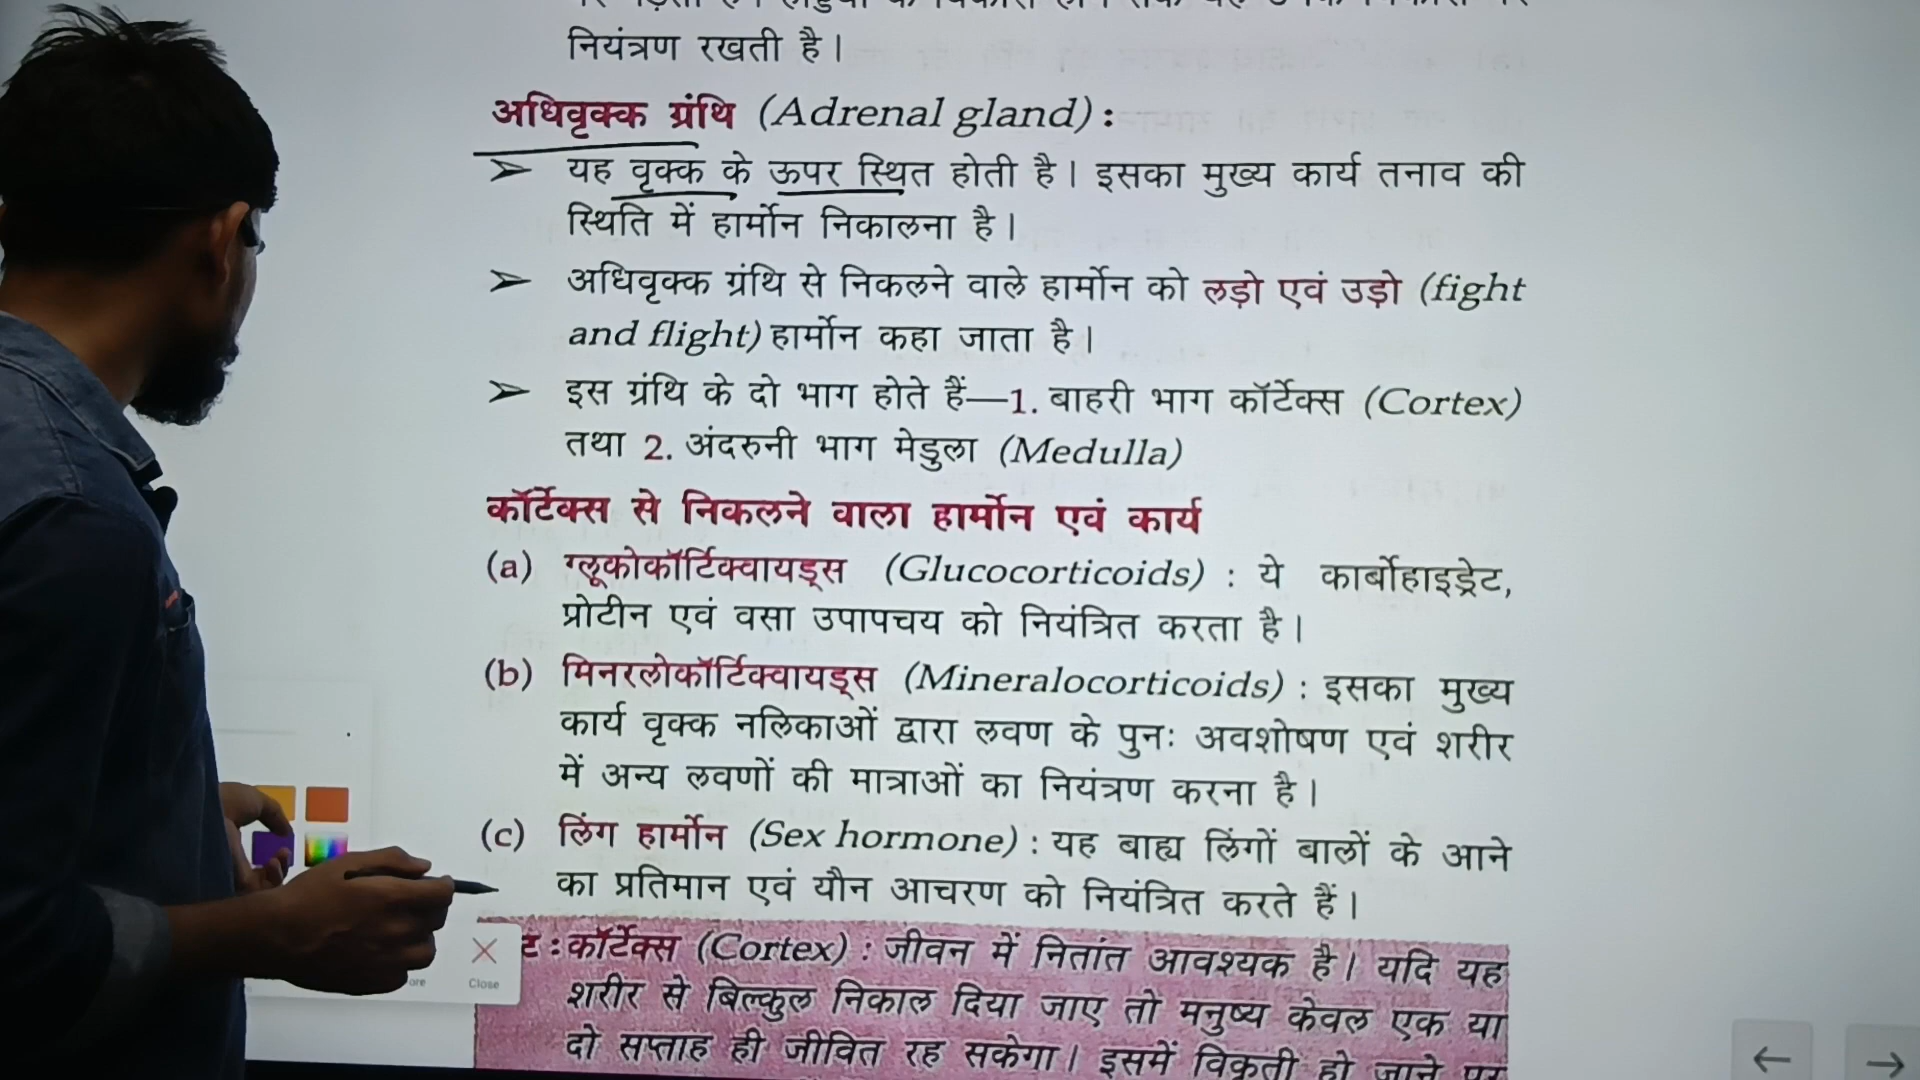 नियंत्रण रखती है।
अधिवृक्क ग्रंथि (Adrenal gland) :
➢ यह वृक्क के ऊपर स्थित होती है। इसका मुख्य कार्य तनाव की
स्थिति में हार्मोन निकालना है।
➢ अधिवृक्क ग्रंथि से निकलने वाले हार्मोन को लड़ो एवं उड़ो (fight
and flight) हार्मोन कहा जाता है।
➢ इस ग्रंथि के दो भाग होते हैं—1. बाहरी भाग कॉर्टेक्स (Cortex)
तथा 2. अंदरुनी भाग मेडुला (Medulla)
कॉर्टेक्स से निकलने वाला हार्मोन एवं कार्य
(a) ग्लूकोकॉर्टिक्वायड्स (Glucocorticoids) : ये कार्बोहाइड्रेट,
प्रोटीन एवं वसा उपापचय को नियंत्रित करता है।
(b) मिनरलोकॉर्टिक्वायड्स (Mineralocorticoids) : इसका मुख्य
कार्य वृक्क नलिकाओं द्वारा लवण के पुनः अवशोषण एवं शरीर
में अन्य लवणों की मात्राओं का नियंत्रण करना है।
(c) लिंग हार्मोन (Sex hormone) : यह बाह्य लिंगों बालों के आने
का प्रतिमान एवं यौन आचरण को नियंत्रित करते हैं।
ट : कॉर्टेक्स (Cortex) : जीवन में नितांत आवश्यक है। यदि यह
शरीर से बिल्कुल निकाल दिया जाए तो मनुष्य केवल एक या
दो सप्ताह ही जीवित रह सकेगा। इसमें विकृती हो जाने पर
Close